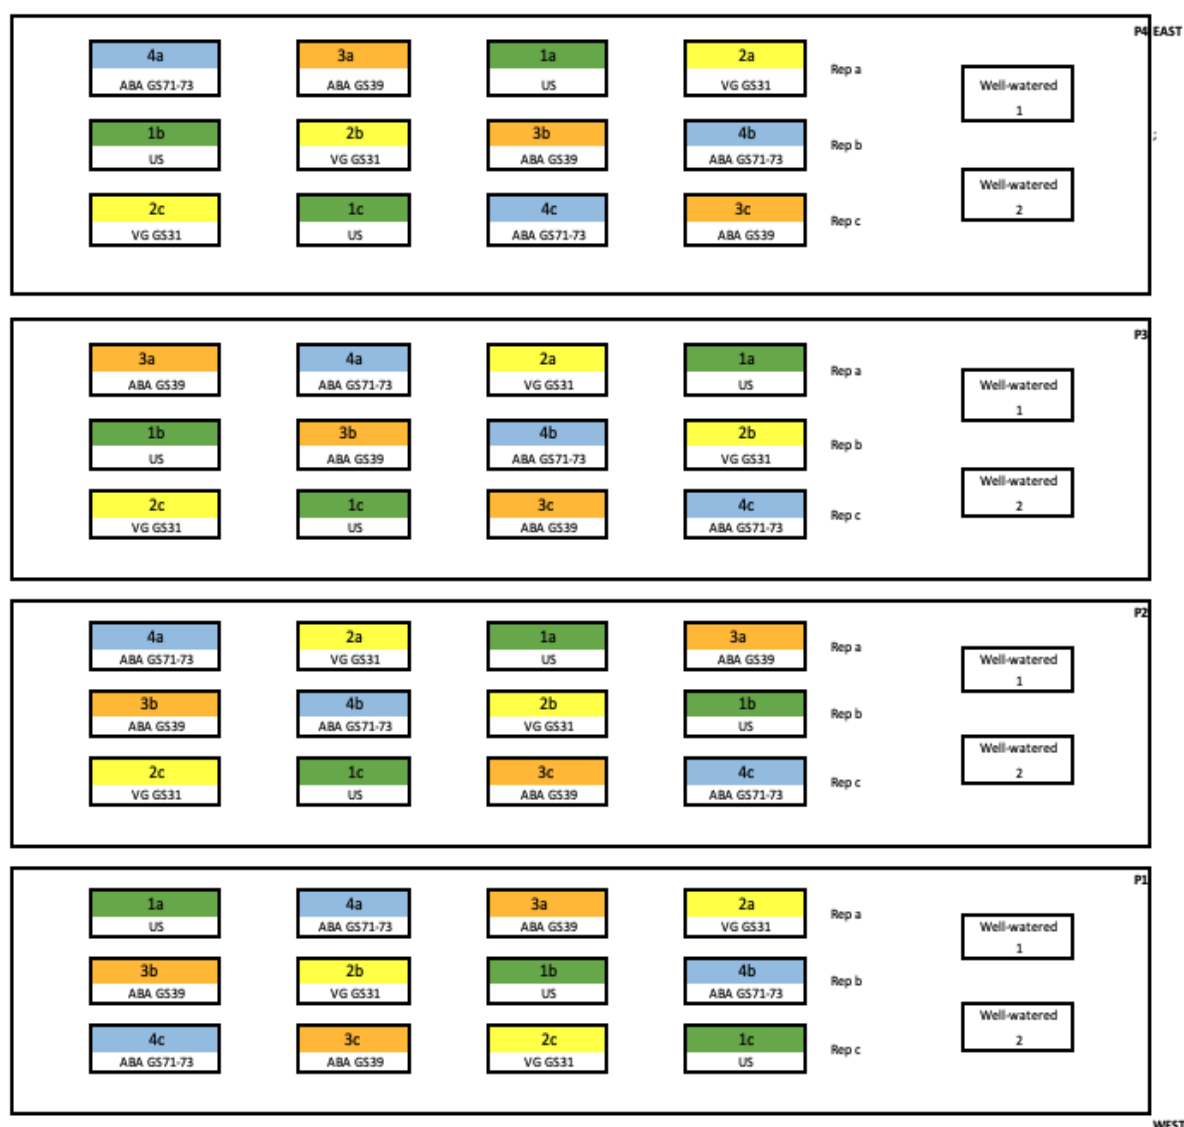 P4 EAST
4a 3a 1a 2a
ABA GS71-73 ABA GS39 US VG GS31 Rep a
Well-watered
1
1b 2b 3b 4b
US VG GS31 ABA GS39 ABA GS71-73 Rep b
;
Well-watered
2
2c 1c 4c 3c
VG GS31 US ABA GS71-73 ABA GS39 Rep c
P3
3a 4a 2a 1a
ABA GS39 ABA GS71-73 VG GS31 US Rep a
Well-watered
1
1b 3b 4b 2b
US ABA GS39 ABA GS71-73 VG GS31 Rep b
Well-watered
2
2c 1c 3c 4c
VG GS31 US ABA GS39 ABA GS71-73 Rep c
P2
4a 2a 1a 3a
ABA GS71-73 VG GS31 US ABA GS39 Rep a
Well-watered
1
3b 4b 2b 1b
ABA GS39 ABA GS71-73 VG GS31 US Rep b
Well-watered
2
2c 1c 3c 4c
VG GS31 US ABA GS39 ABA GS71-73 Rep c
P1
1a 4a 3a 2a
US ABA GS71-73 ABA GS39 VG GS31 Rep a
Well-watered
1
3b 2b 1b 4b
ABA GS39 VG GS31 US ABA GS71-73 Rep b
Well-watered
2
4c 3c 2c 1c
ABA GS71-73 ABA GS39 VG GS31 US Rep c
WEST